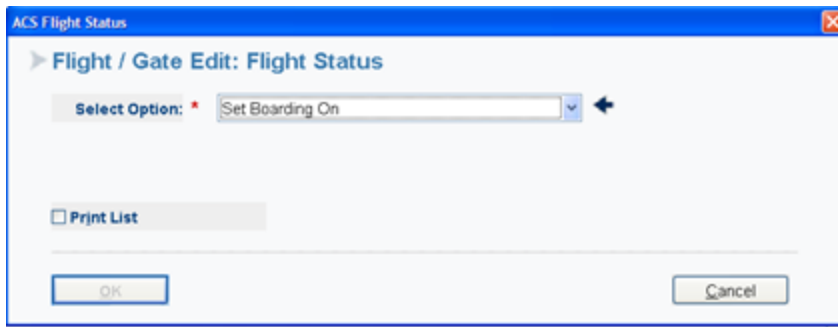 ACS Flight Status
Flight / Gate Edit: Flight Status
Select Option: * Set Boarding On
Print List
OK Cancel